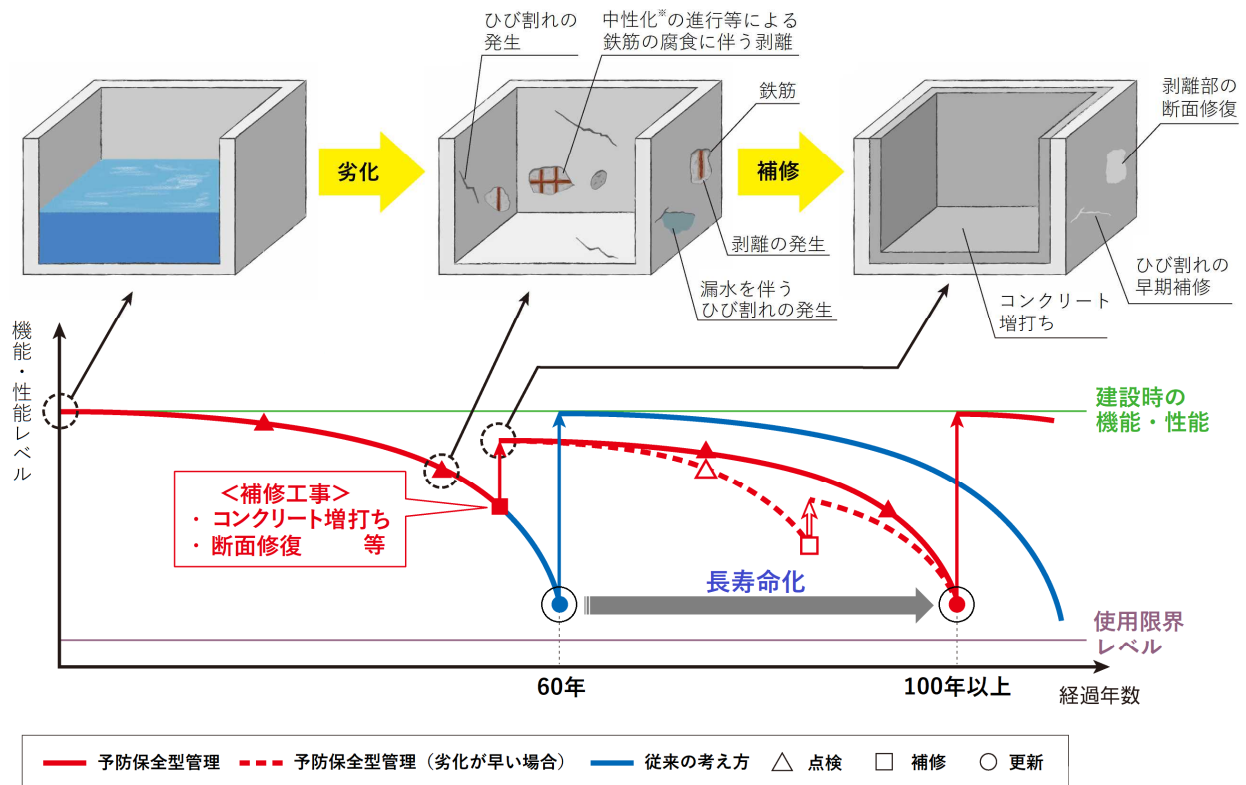 ひび割れの
発生
中性化※の進行等による
鉄筋の腐食に伴う剥離
鉄筋
剥離部の
断面修復
劣化
補修
剥離の発生
漏水を伴う
ひび割れの発生
コンクリート
増打ち
ひび割れの
早期補修
機能・性能レベル
建設時の
機能・性能
＜補修工事＞
・ コンクリート増打ち
・ 断面修復 等
長寿命化
使用限界
レベル
60年
100年以上
経過年数
予防保全型管理
予防保全型管理（劣化が早い場合）
従来の考え方
点検
補修
更新